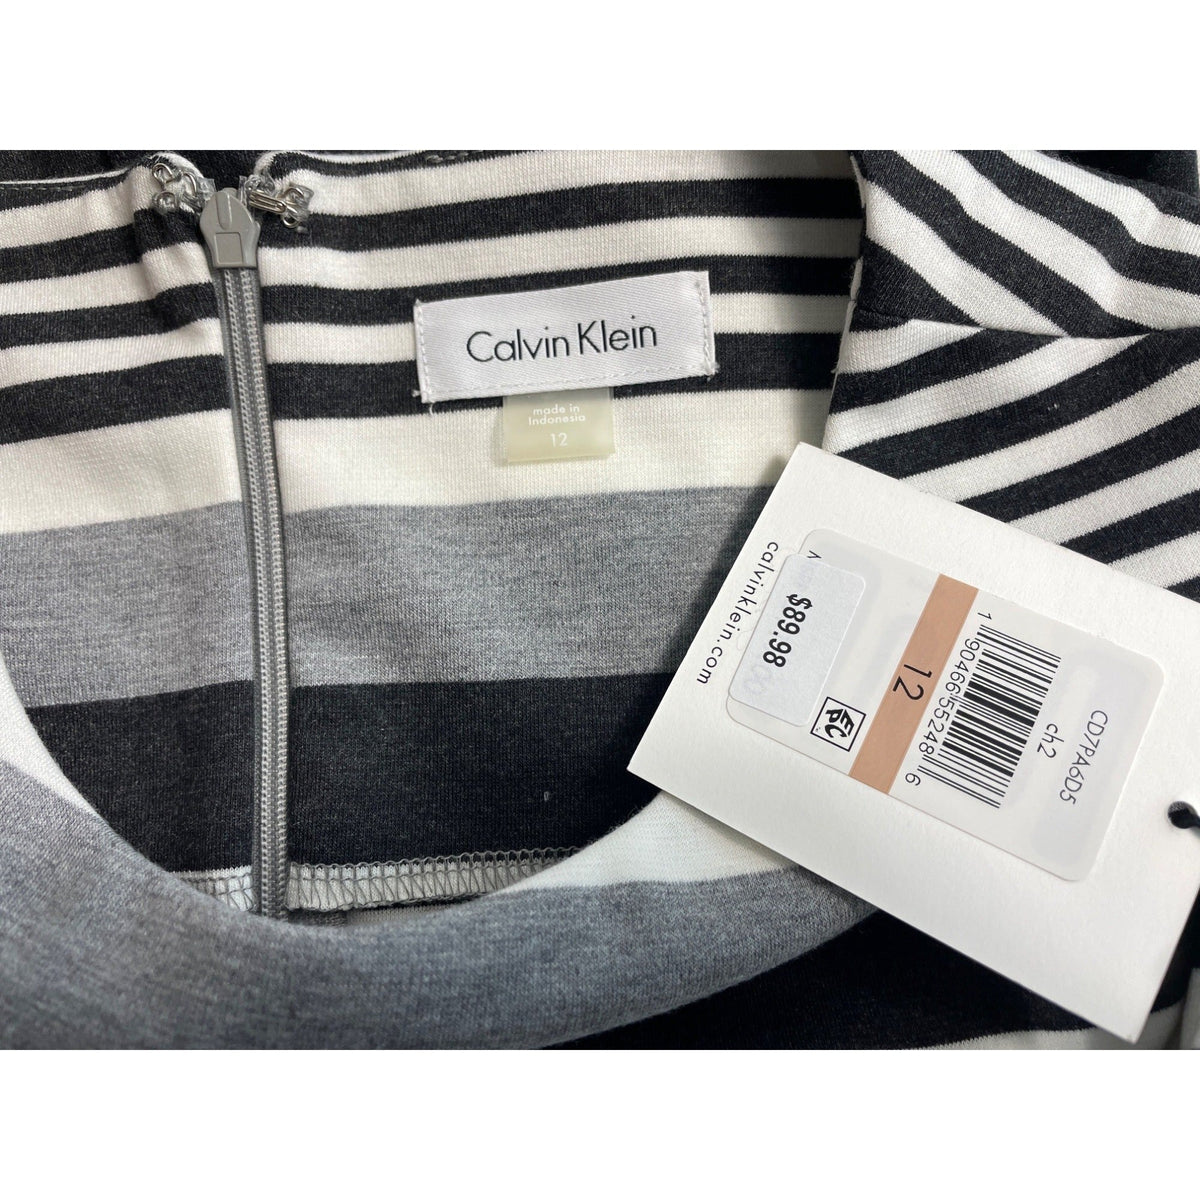 Calvin Klein
made in
Indonesia
12
calvinklein.com
$89.98
12
1 90466 55248 6
ch2
CD7PA6D5